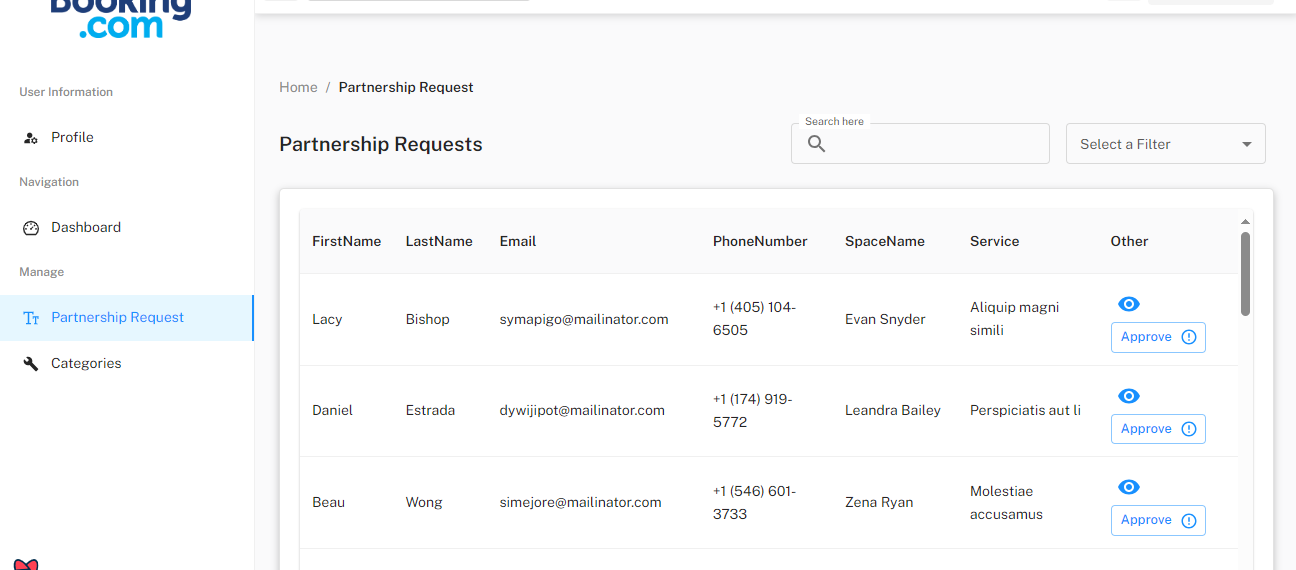 Booking
.com
User Information
Profile
Navigation
Dashboard
Manage
Partnership Request
Categories
Home / Partnership Request
Partnership Requests
Search here
Select a Filter
FirstName LastName Email PhoneNumber SpaceName Service Other
Lacy Bishop symapigo@mailinator.com +1 (405) 104-
6505 Evan Snyder Aliquip magni
simili
Approve
Daniel Estrada dywijipot@mailinator.com +1 (174) 919-
5772 Leandra Bailey Perspiciatis aut li
Approve
Beau Wong simejore@mailinator.com +1 (546) 601-
3733 Zena Ryan Molestiae
accusamus
Approve